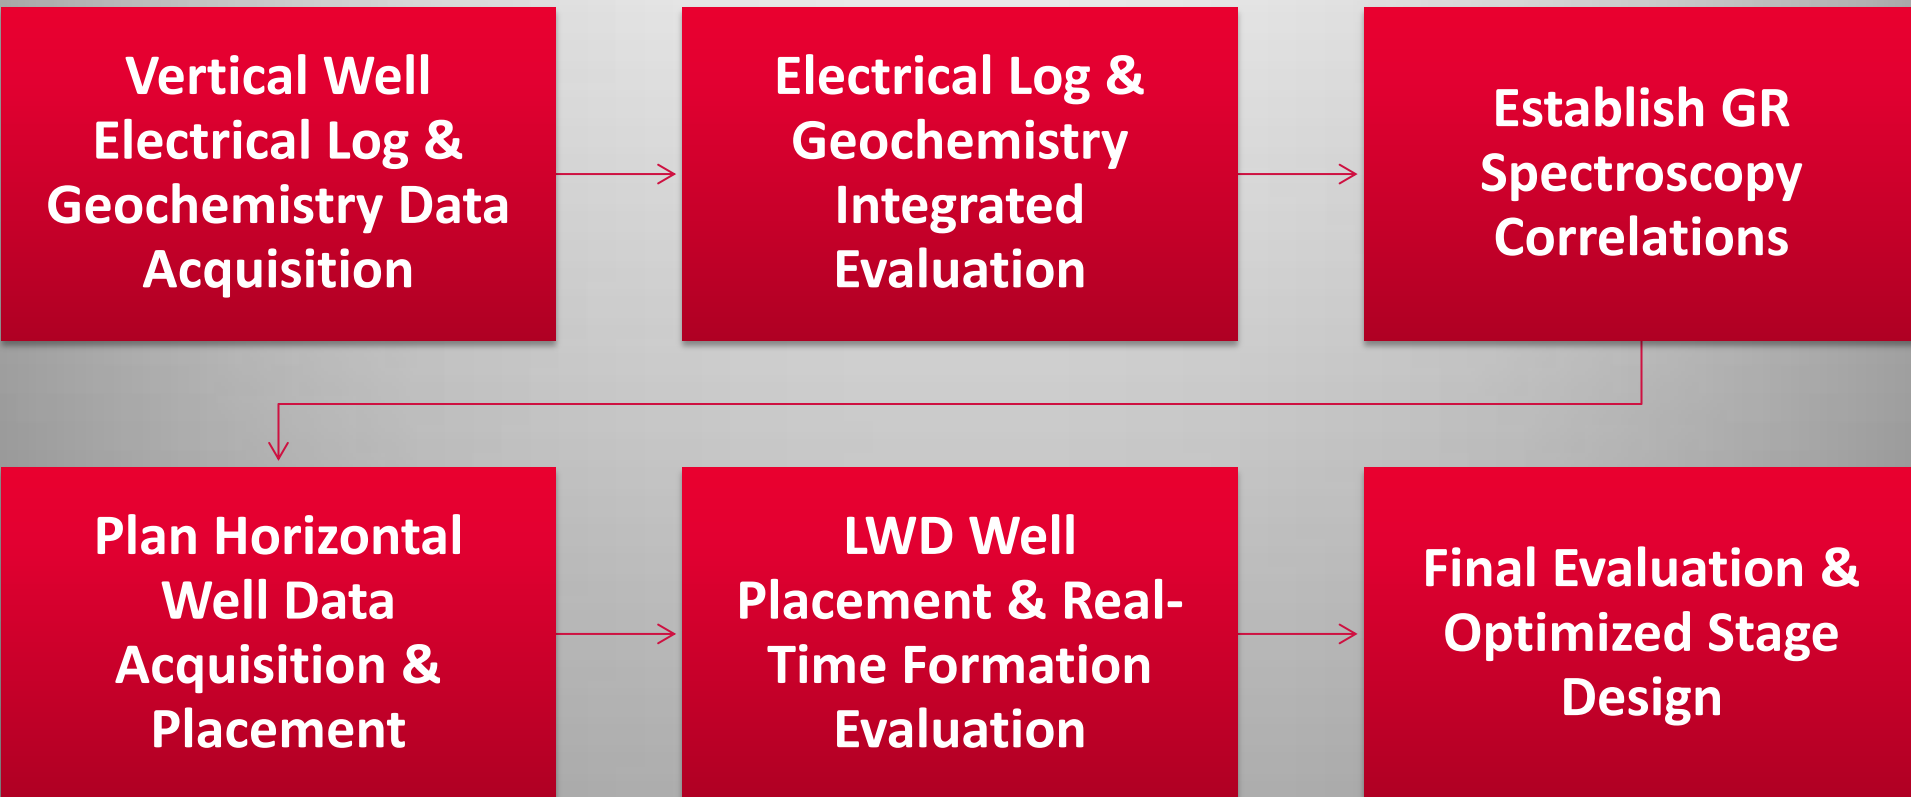 Vertical Well
Electrical Log &
Geochemistry Data
Acquisition
Electrical Log &
Geochemistry
Integrated
Evaluation
Establish GR
Spectroscopy
Correlations
Plan Horizontal
Well Data
Acquisition &
Placement
LWD Well
Placement & Real-
Time Formation
Evaluation
Final Evaluation &
Optimized Stage
Design